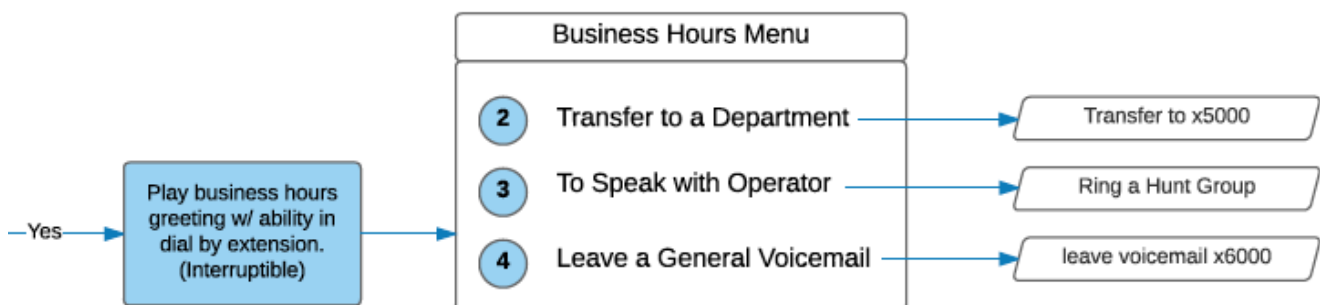 Yes
Play business hours
greeting w/ ability in
dial by extension.
(Interruptible)
Business Hours Menu
2 Transfer to a Department
Transfer to x5000
3 To Speak with Operator
Ring a Hunt Group
4 Leave a General Voicemail
leave voicemail x6000